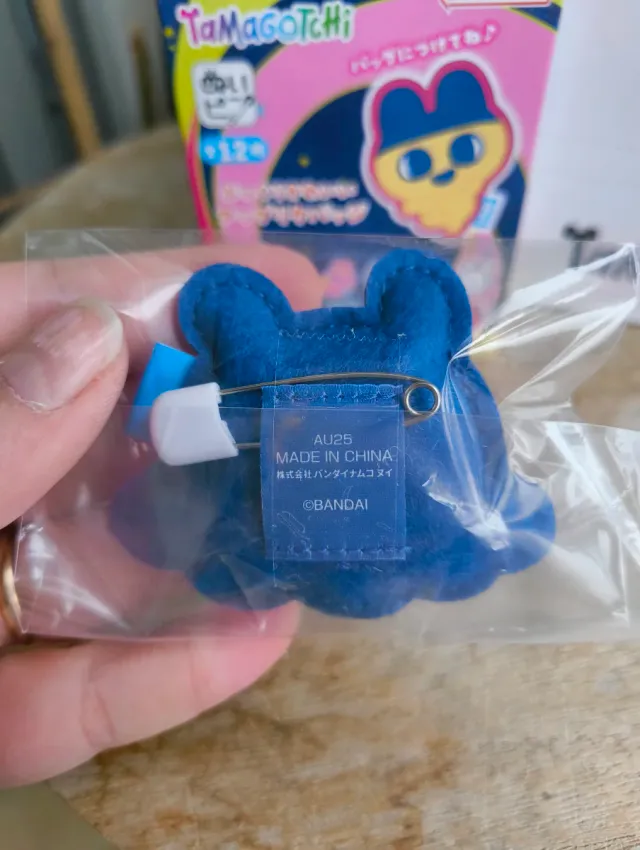 TAMAGOTCHI
バッグにつけてね♪
ぬい
ピンズ
全12種
AU25
MADE IN CHINA
株式会社バンダイナムコヌイ
©BANDAI